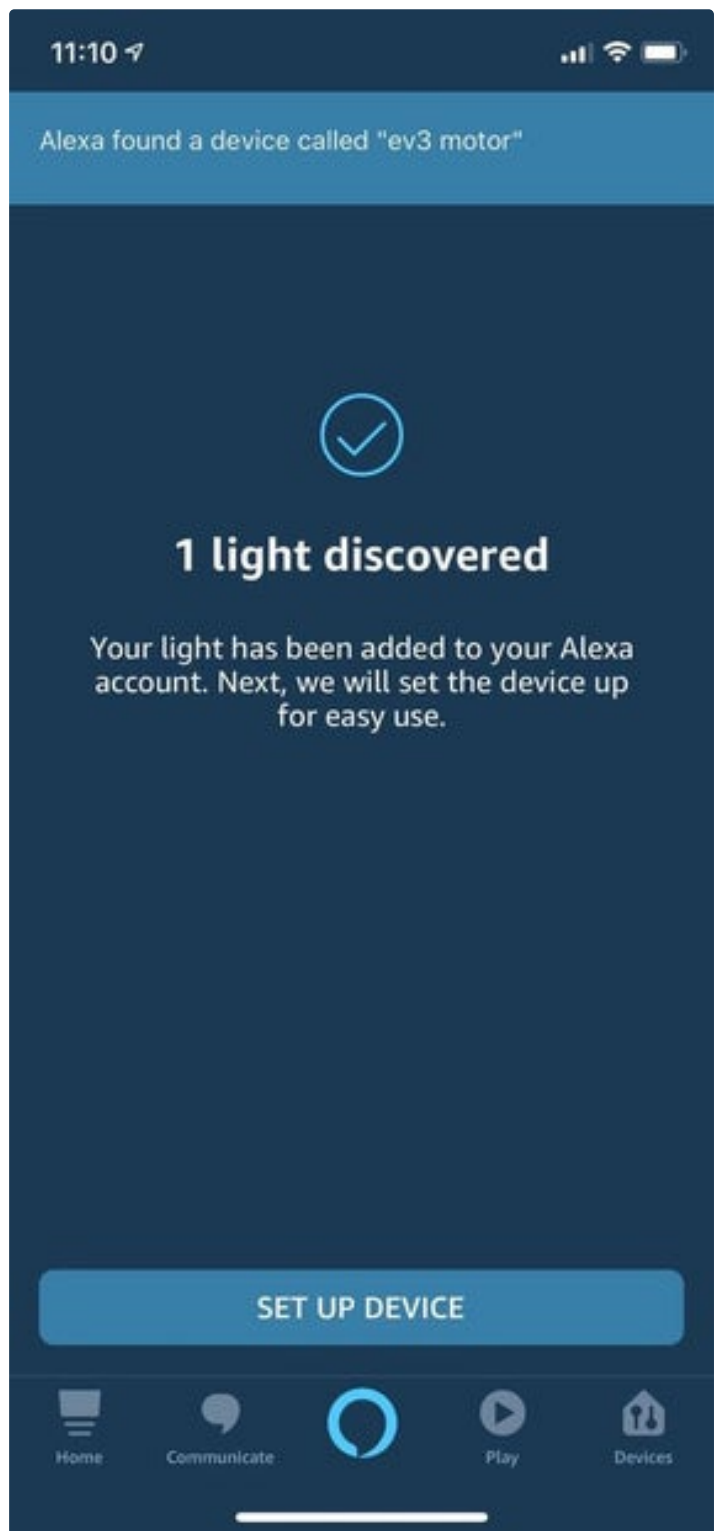 11:10
Alexa found a device called "ev3 motor"
1 light discovered
Your light has been added to your Alexa
account. Next, we will set the device up
for easy use.
SET UP DEVICE
Home
Communicate
Play
Devices